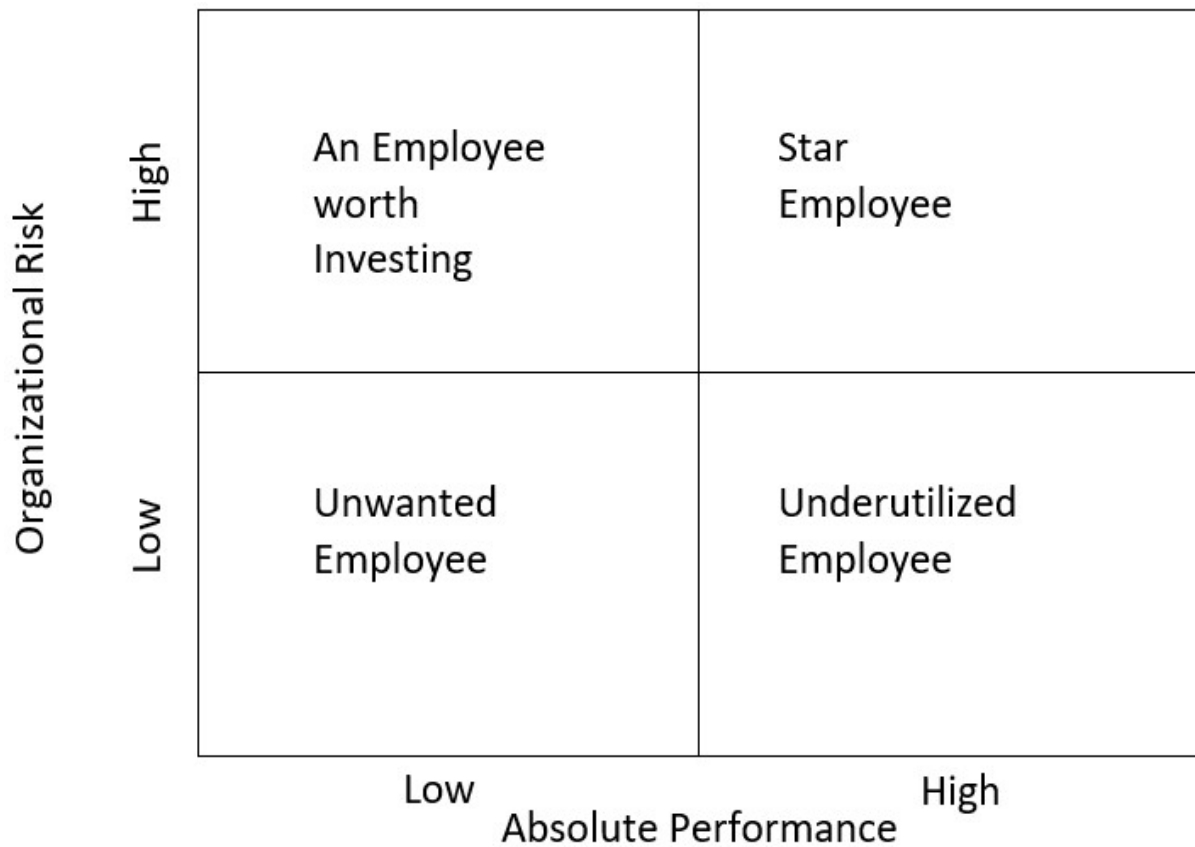 Organizational Risk
High
An Employee
worth
Investing
Star
Employee
Low
Unwanted
Employee
Underutilized
Employee
Low
High
Absolute Performance